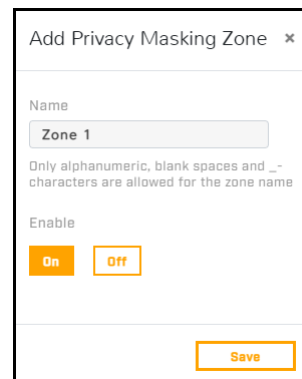 Add Privacy Masking Zone ×
Name
Zone 1
Only alphanumeric, blank spaces and _-
characters are allowed for the zone name
Enable
On Off
Save